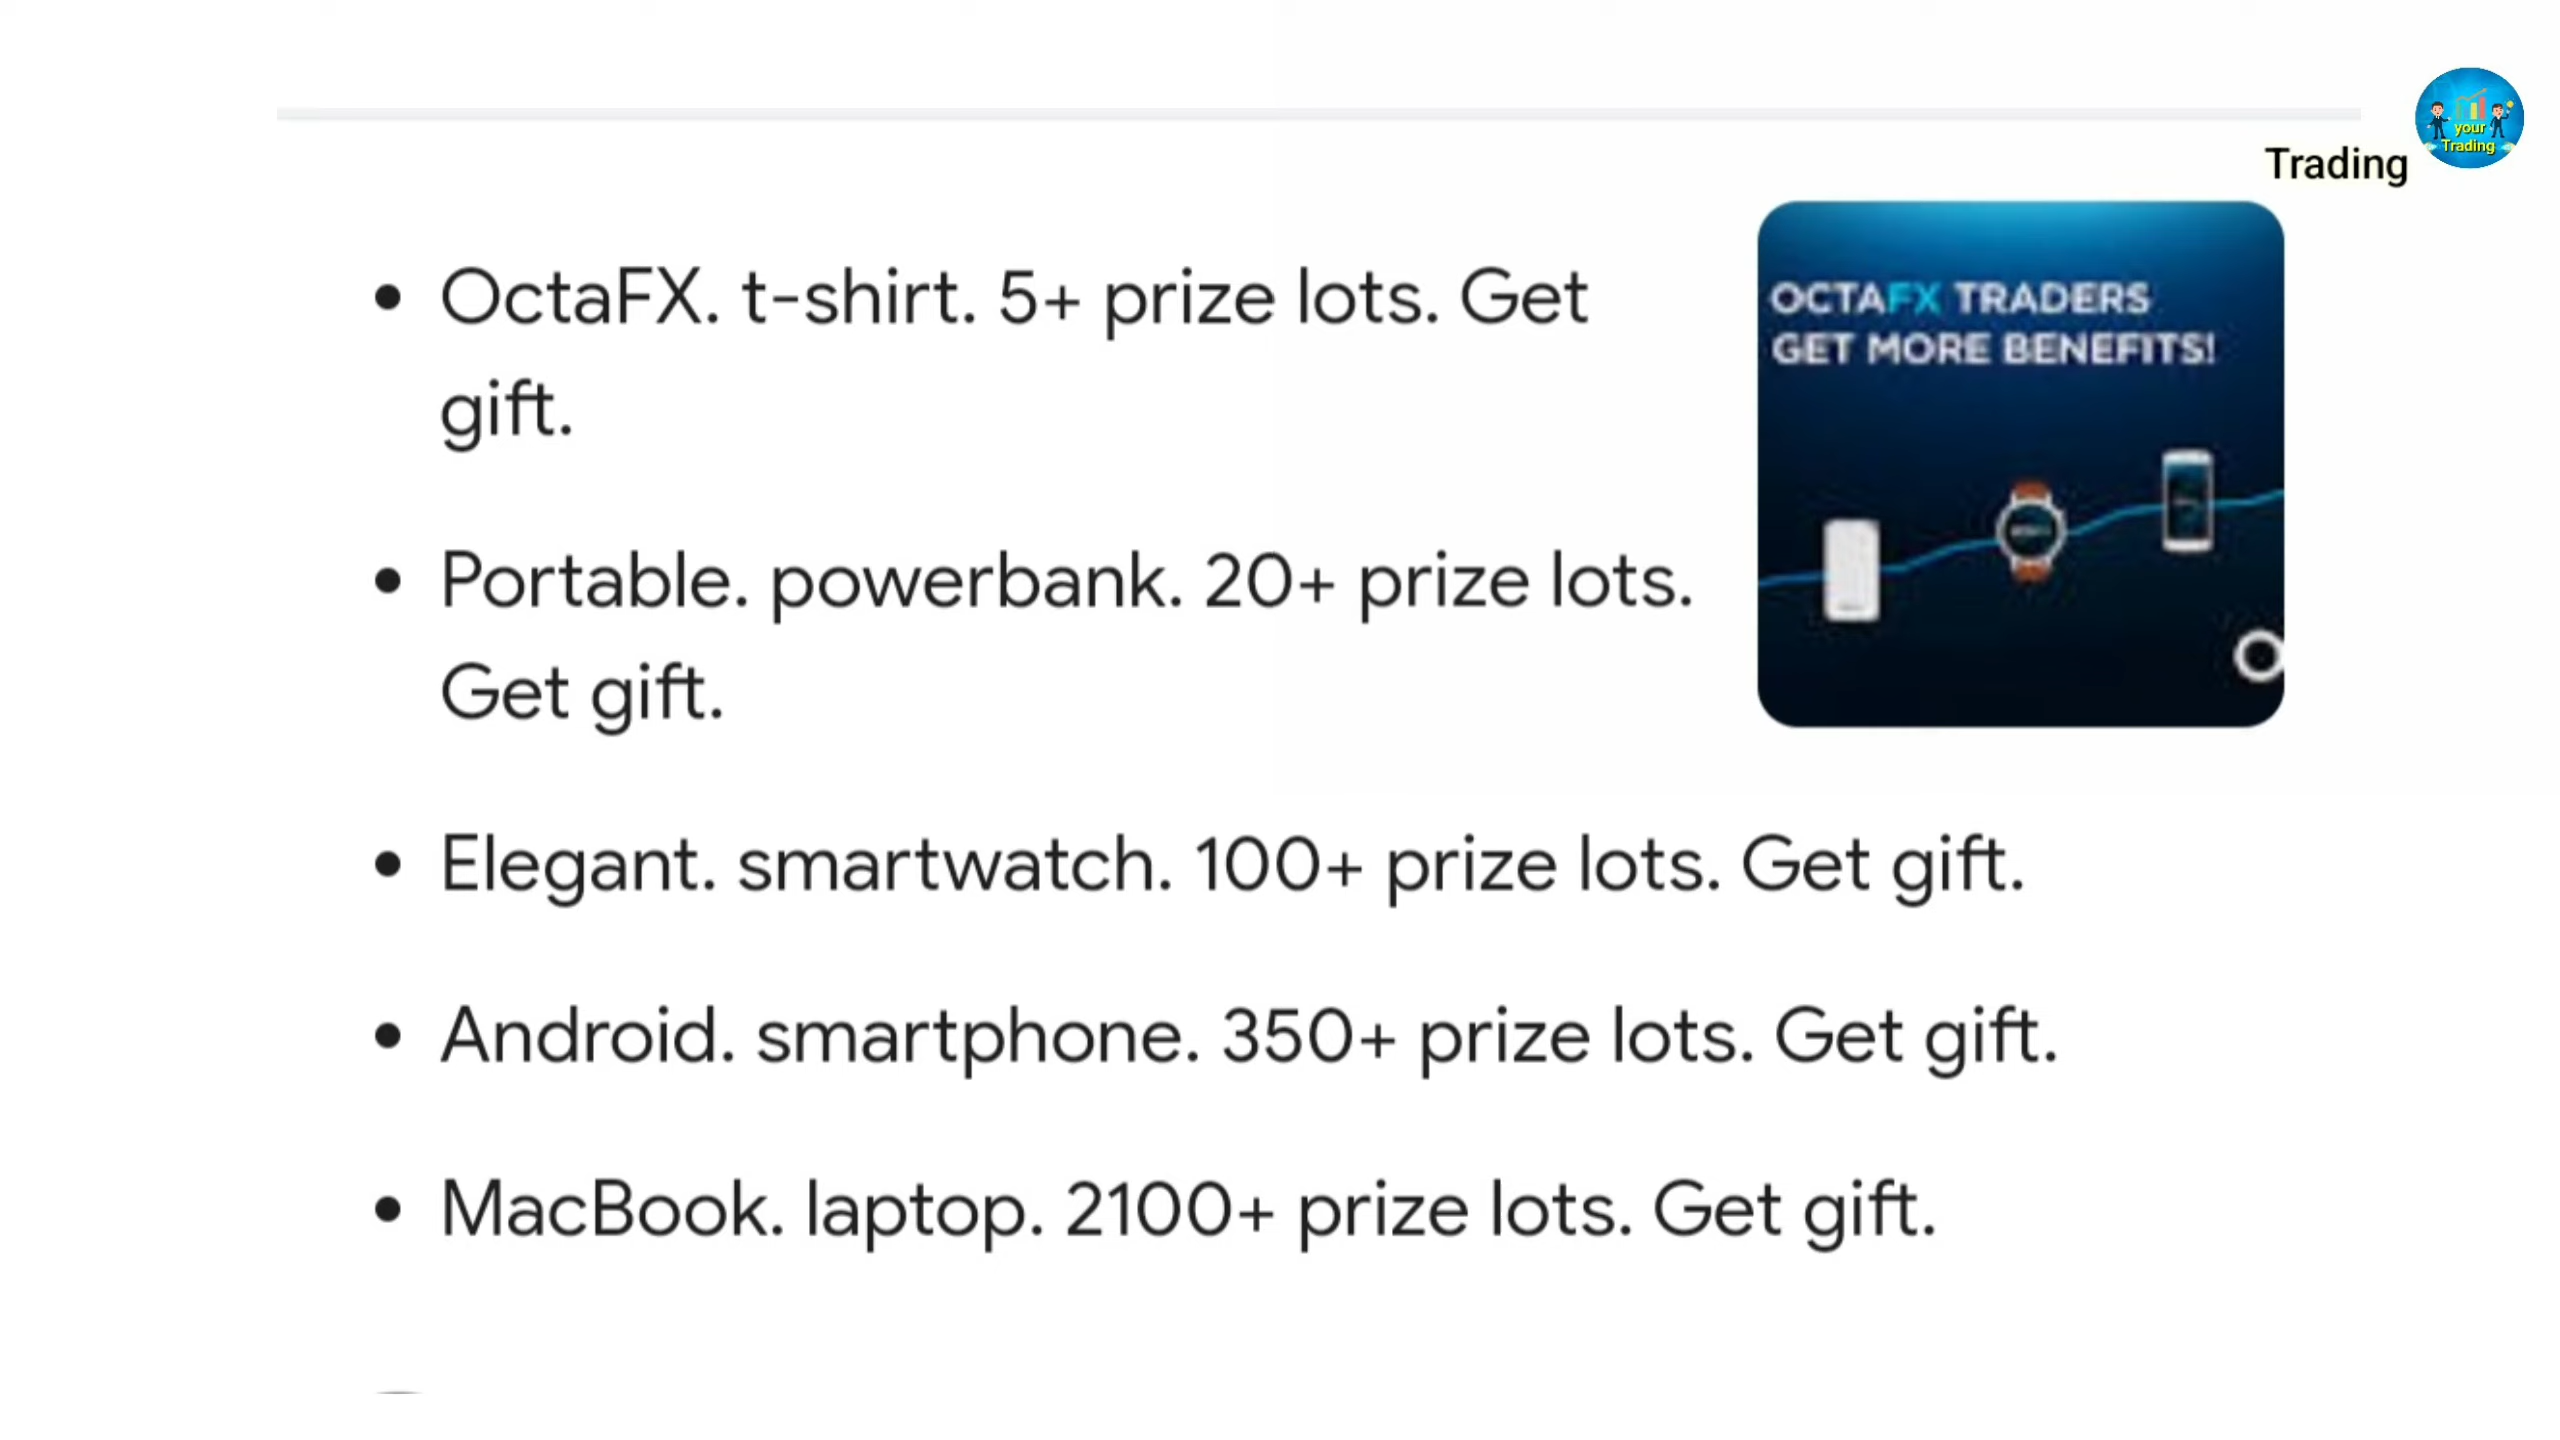 your
Trading
Trading
OctaFX. t-shirt. 5+ prize lots. Get
gift.
OCTAFX TRADERS
GET MORE BENEFITS!
Portable. powerbank. 20+ prize lots.
Get gift.
Elegant. smartwatch. 100+ prize lots. Get gift.
Android. smartphone. 350+ prize lots. Get gift.
MacBook. laptop. 2100+ prize lots. Get gift.